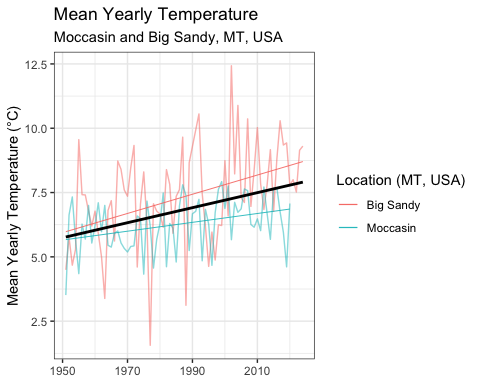 Mean Yearly Temperature
Moccasin and Big Sandy, MT, USA
12.5
10.0
7.5
5.0
2.5
Mean Yearly Temperature (°C)
1950 1970 1990 2010
Location (MT, USA)
Big Sandy
Moccasin